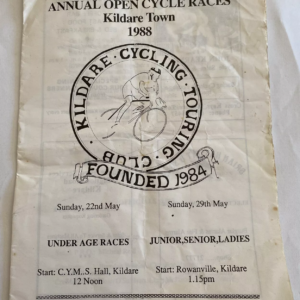 ANNUAL OPEN CYCLE RACES
Kildare Town
1988
KILDARE CYCLING TOURING CLUB
FOUNDED 1984
Sunday, 22nd May
Sunday, 29th May
UNDER AGE RACES
JUNIOR,SENIOR,LADIES
Start: C.Y.M.S. Hall, Kildare
12 Noon
Start: Rowanville, Kildare
1.15pm